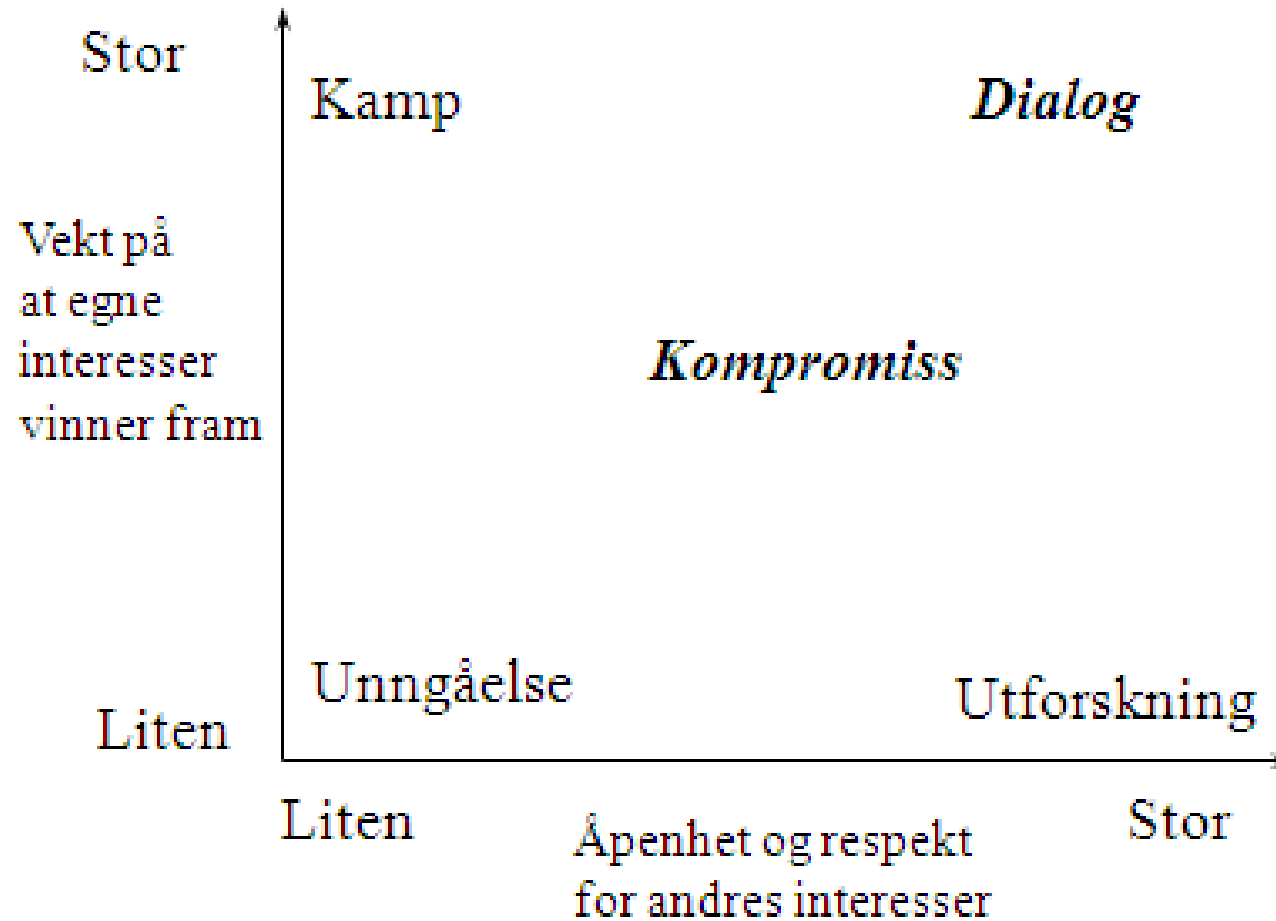 Stor
Kamp
Dialog
Vekt på
at egne
interesser
vinner fram
Kompromiss
Unngåelse
Utforskning
Liten
Liten
Åpenhet og respekt
for andres interesser
Stor